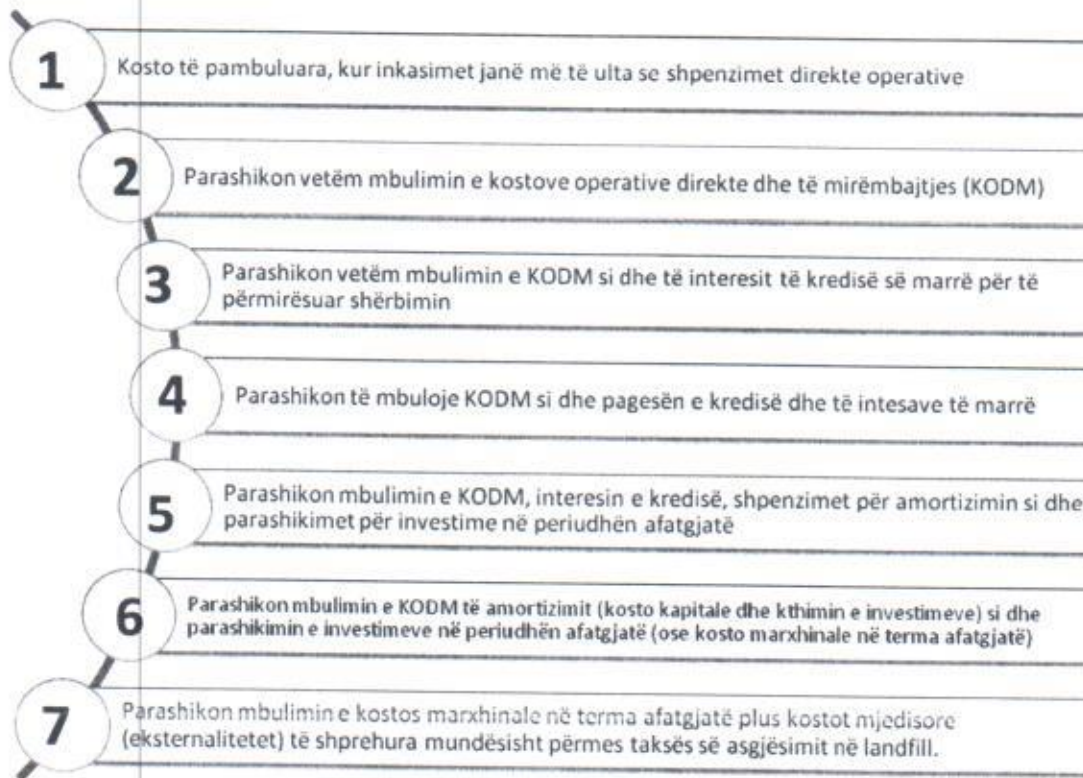 1
Kosto të pambuluara, kur inkasimet janë më të ulta se shpenzimet direkte operative
2
Parashikon vetëm mbulimin e kostove operative direkte dhe të mirëmbajtjes (KODM)
3
Parashikon vetëm mbulimin e KODM si dhe të interesit të kredisë së marrë për të
përmirësuar shërbimin
4
Parashikon të mbuloje KODM si dhe pagesën e kredisë dhe të intesave të marrë
5
Parashikon mbulimin e KODM, interesin e kredisë, shpenzimet për amortizimin si dhe
parashikimet për investime në periudhën afatgjatë
6
Parashikon mbulimin e KODM të amortizimit (kosto kapitale dhe kthimin e investimeve) si dhe
parashikimin e investimeve në periudhën afatgjatë (ose kosto marxhinale në terma afatgjatë)
7
Parashikon mbulimin e kostos marxhinale në terma afatgjatë plus kostot mjedisore
(eksternalitetet) të shprehura mundësisht përmes taksës së asgjësimit në landfill.